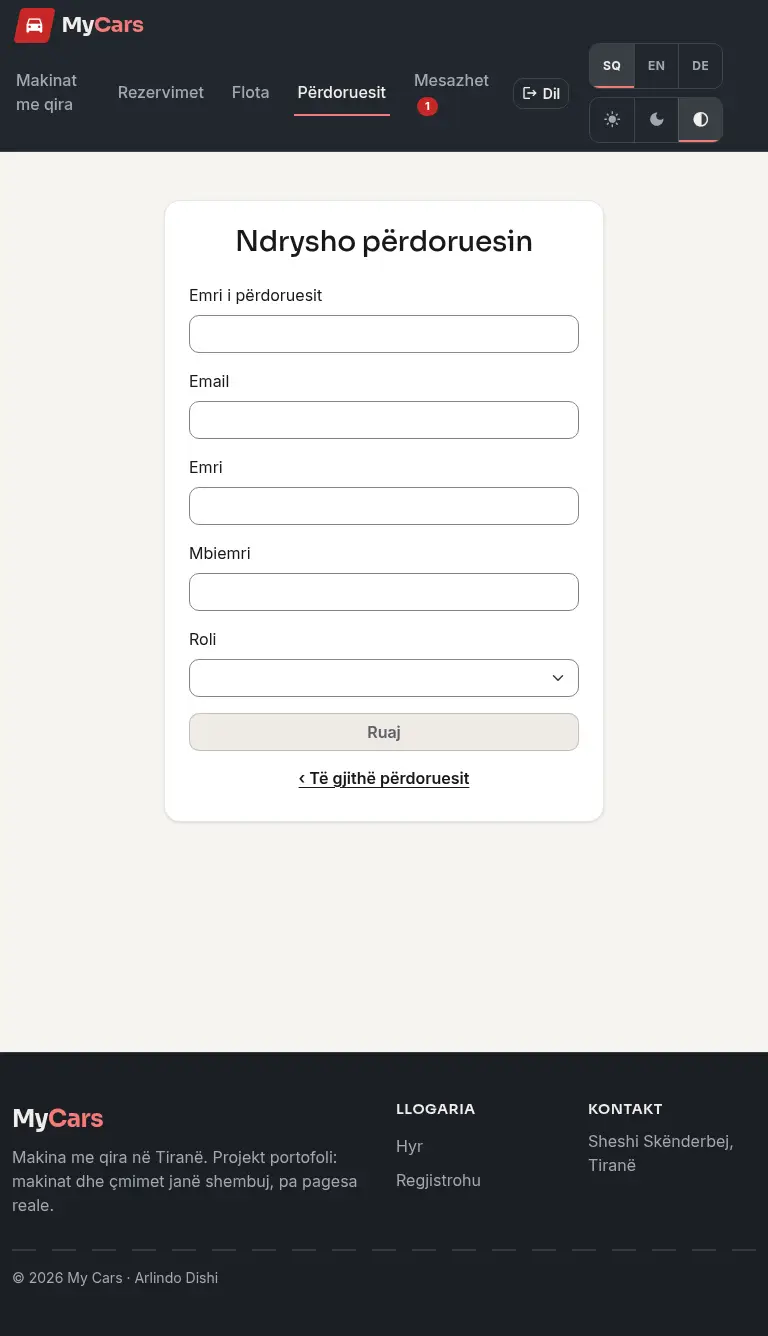 MyCars
Makinat
me qira
Rezervimet
Flota
Përdoruesit
Mesazhet
1
Dil
SQ
EN
DE
Ndrysho përdoruesin
Emri i përdoruesit
Email
Emri
Mbiemri
Roli
Ruaj
‹ Të gjithë përdoruesit
MyCars
Makina me qira në Tiranë. Projekt portofoli:
makinat dhe çmimet janë shembuj, pa pagesa
reale.
LLOGARIA
Hyr
Regjistrohu
KONTAKT
Sheshi Skënderbej,
Tiranë
© 2026 My Cars · Arlindo Dishi